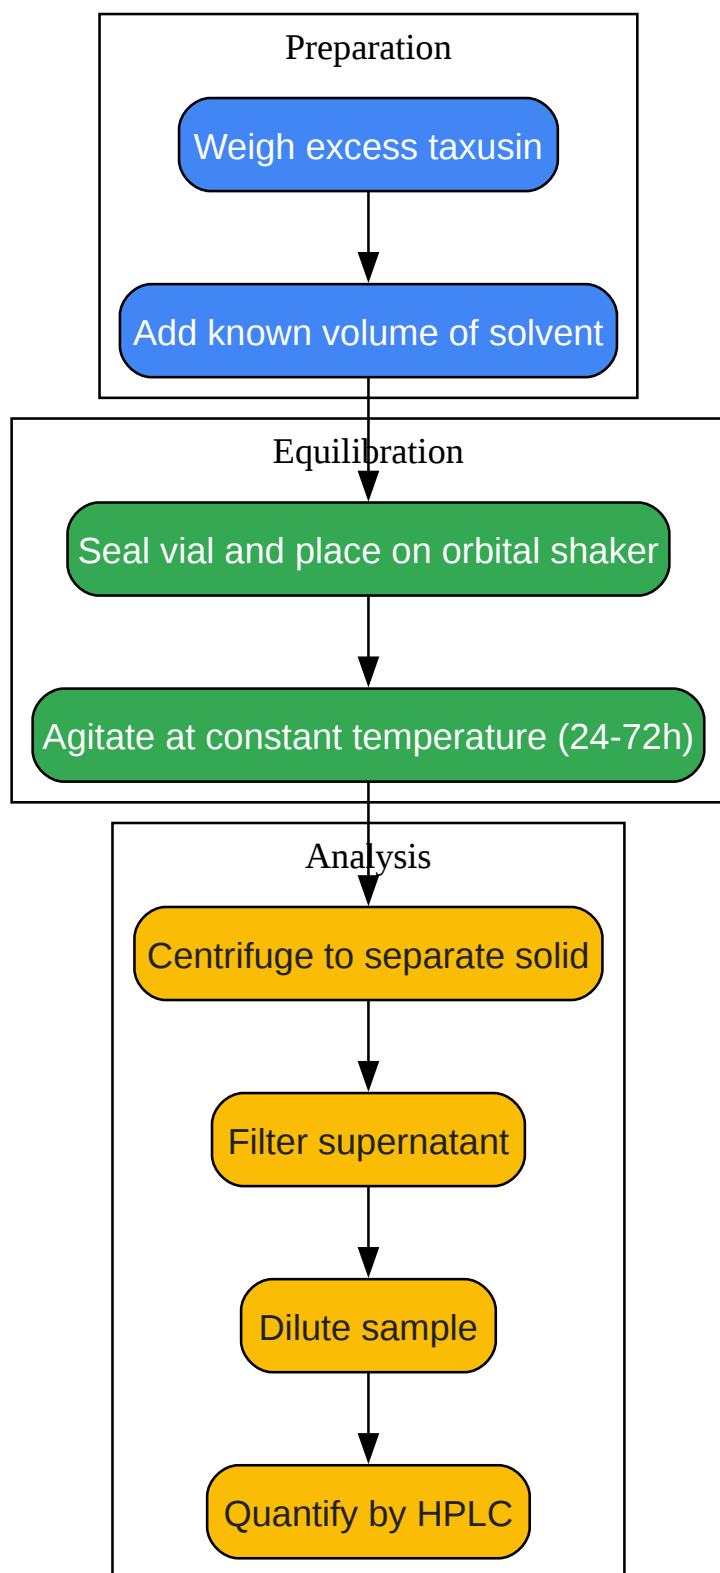 Preparation
Weigh excess taxusin
Add known volume of solvent
Equilibration
Seal vial and place on orbital shaker
Agitate at constant temperature (24-72h)
Analysis
Centrifuge to separate solid
Filter supernatant
Dilute sample
Quantify by HPLC